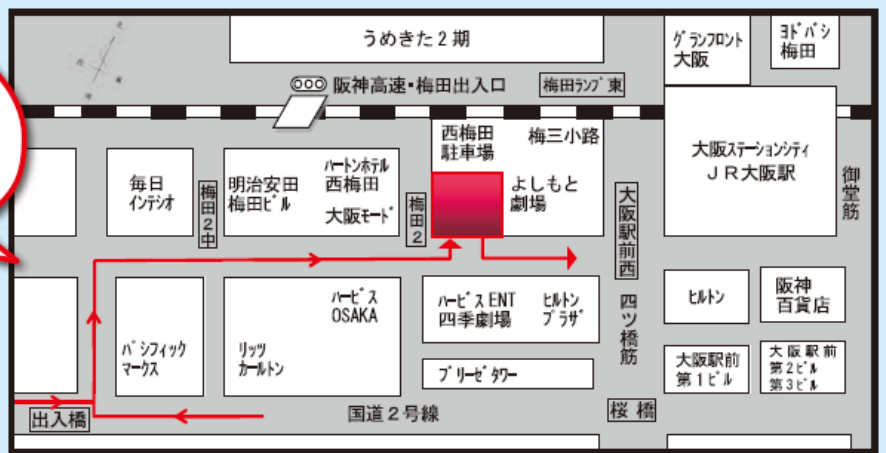 うめきた2期
グランフロント
大阪
ヨドバシ
梅田
阪神高速・梅田出入口
梅田ランプ東
西梅田
駐車場
梅三小路
大阪ステーションシティ
JR大阪駅
御堂筋
毎日
インテシオ
梅田2中
明治安田
梅田ビル
ハートンホテル
西梅田
大阪モード
梅田2
よしもと
劇場
大阪駅前西
ハービス
OSAKA
ハービスENT
四季劇場
ヒルトン
プラザ
四ツ橋筋
ヒルトン
阪神
百貨店
パシフィック
マークス
リッツ
カールトン
ブリーゼタワー
大阪駅前
第1ビル
大阪駅前
第2ビル
第3ビル
出入橋
国道2号線
桜橋